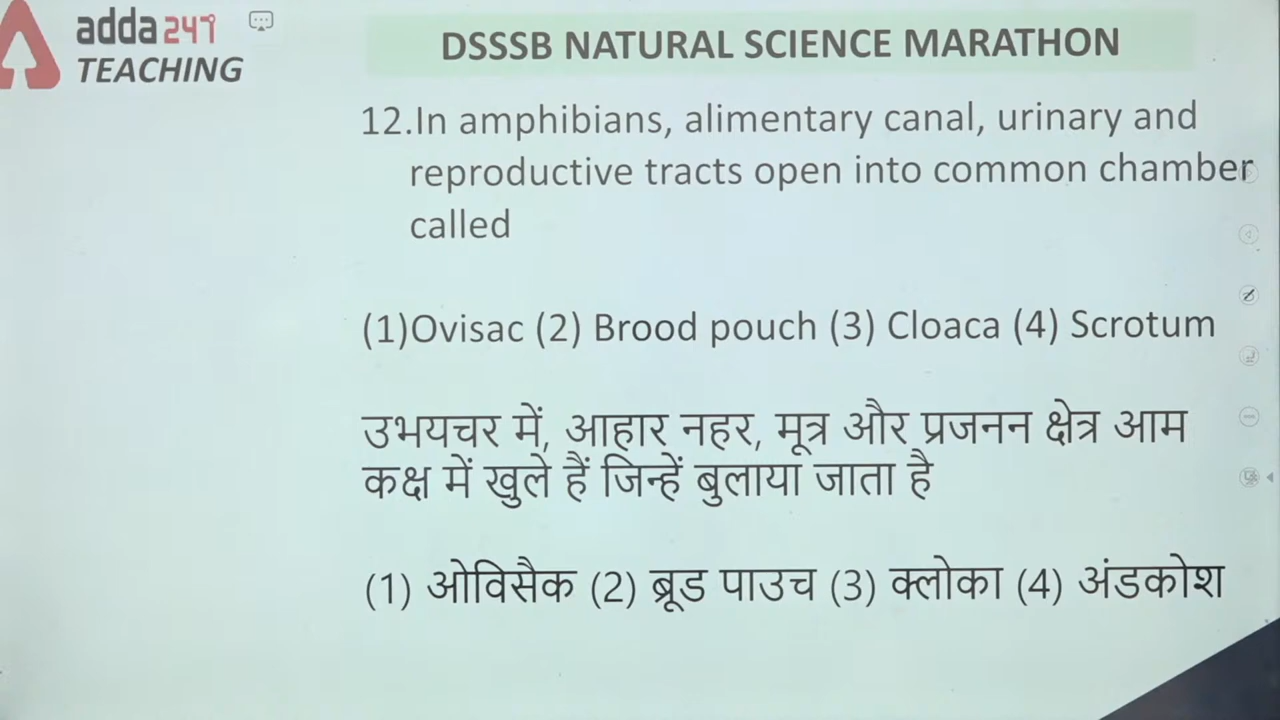 adda247
TEACHING
DSSSB NATURAL SCIENCE MARATHON
12.In amphibians, alimentary canal, urinary and
reproductive tracts open into common chamber
called
(1)Ovisac (2) Brood pouch (3) Cloaca (4) Scrotum
उभयचर में, आहार नहर, मूत्र और प्रजनन क्षेत्र आम
कक्ष में खुले हैं जिन्हें बुलाया जाता है
(1) ओविसैक (2) ब्रूड पाउच (3) क्लोका (4) अंडकोश